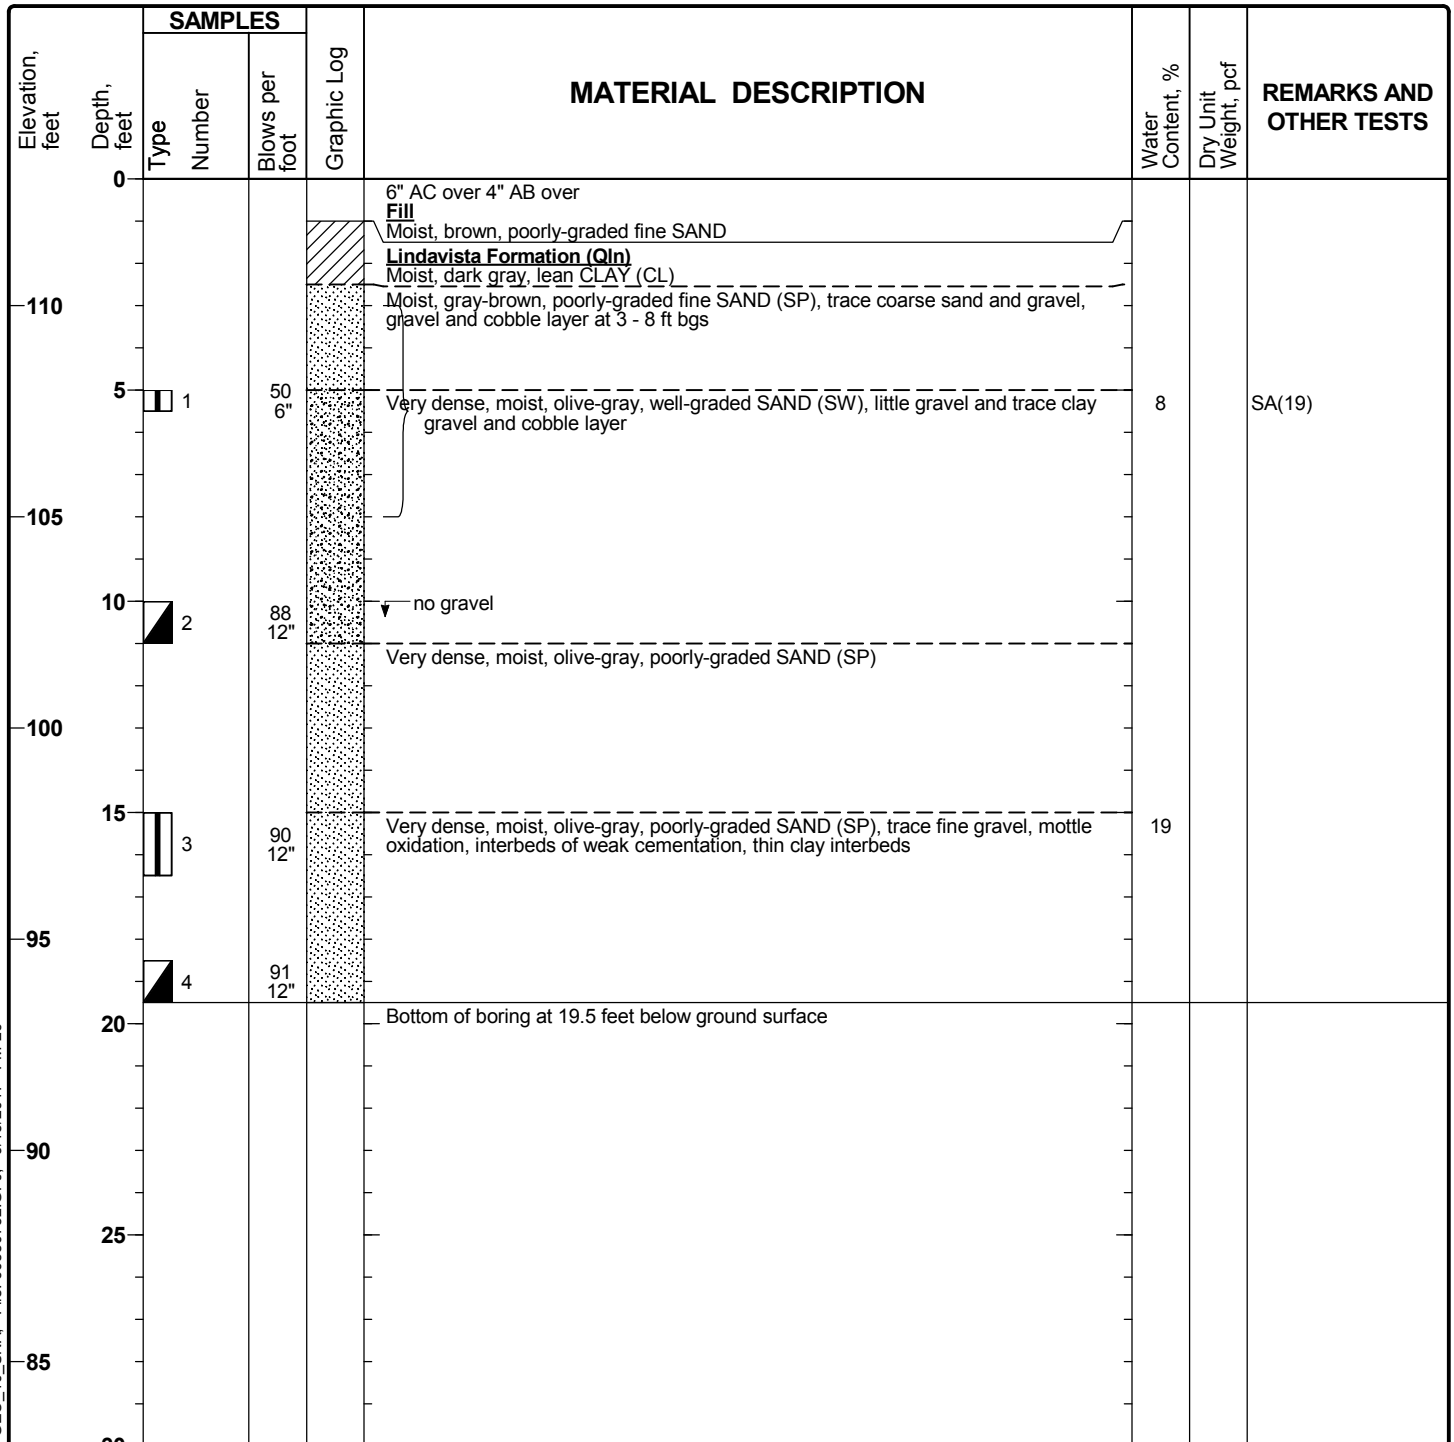 SAMPLES
Elevation,
feet
Depth,
feet
Type
Number
Blows per
foot
Graphic Log
MATERIAL DESCRIPTION
Water
Content, %
Dry Unit
Weight, pcf
REMARKS AND
OTHER TESTS
0
6" AC over 4" AB over
Fill
Moist, brown, poorly-graded fine SAND
Lindavista Formation (Qln)
Moist, dark gray, lean CLAY (CL)
110
Moist, gray-brown, poorly-graded fine SAND (SP), trace coarse sand and gravel,
gravel and cobble layer at 3 - 8 ft bgs
5
1
50
6"
Very dense, moist, olive-gray, well-graded SAND (SW), little gravel and trace clay
gravel and cobble layer
8
SA(19)
105
10
2
88
12"
no gravel
Very dense, moist, olive-gray, poorly-graded SAND (SP)
100
15
3
90
12"
Very dense, moist, olive-gray, poorly-graded SAND (SP), trace fine gravel, mottle
oxidation, interbeds of weak cementation, thin clay interbeds
19
95
4
91
12"
20
Bottom of boring at 19.5 feet below ground surface
90
25
85